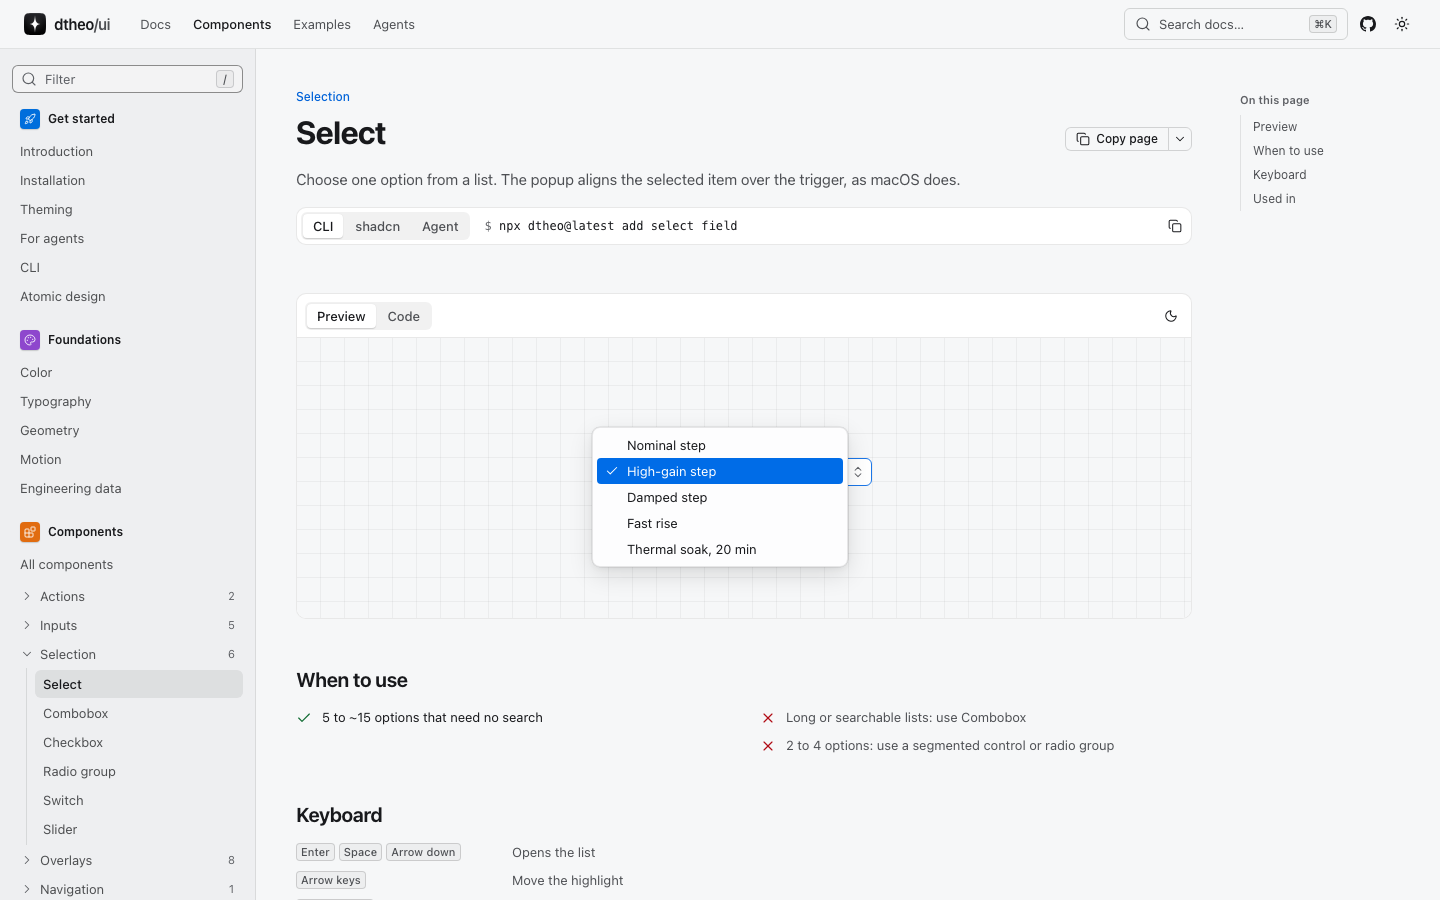 dtheo/ui
Docs
Components
Examples
Agents
Search docs...
⌘K
Filter
/
Get started
Introduction
Installation
Theming
For agents
CLI
Atomic design
Foundations
Color
Typography
Geometry
Motion
Engineering data
Components
All components
Actions 2
Inputs 5
Selection 6
Select
Combobox
Checkbox
Radio group
Switch
Slider
Overlays 8
Navigation 1
Selection
Select
Copy page
Choose one option from a list. The popup aligns the selected item over the trigger, as macOS does.
CLI shadcn Agent $ npx dtheo@latest add select field
Preview Code
Nominal step
High-gain step
Damped step
Fast rise
Thermal soak, 20 min
When to use
5 to ~15 options that need no search
Long or searchable lists: use Combobox
2 to 4 options: use a segmented control or radio group
Keyboard
Enter Space Arrow down Opens the list
Arrow keys Move the highlight
On this page
Preview
When to use
Keyboard
Used in